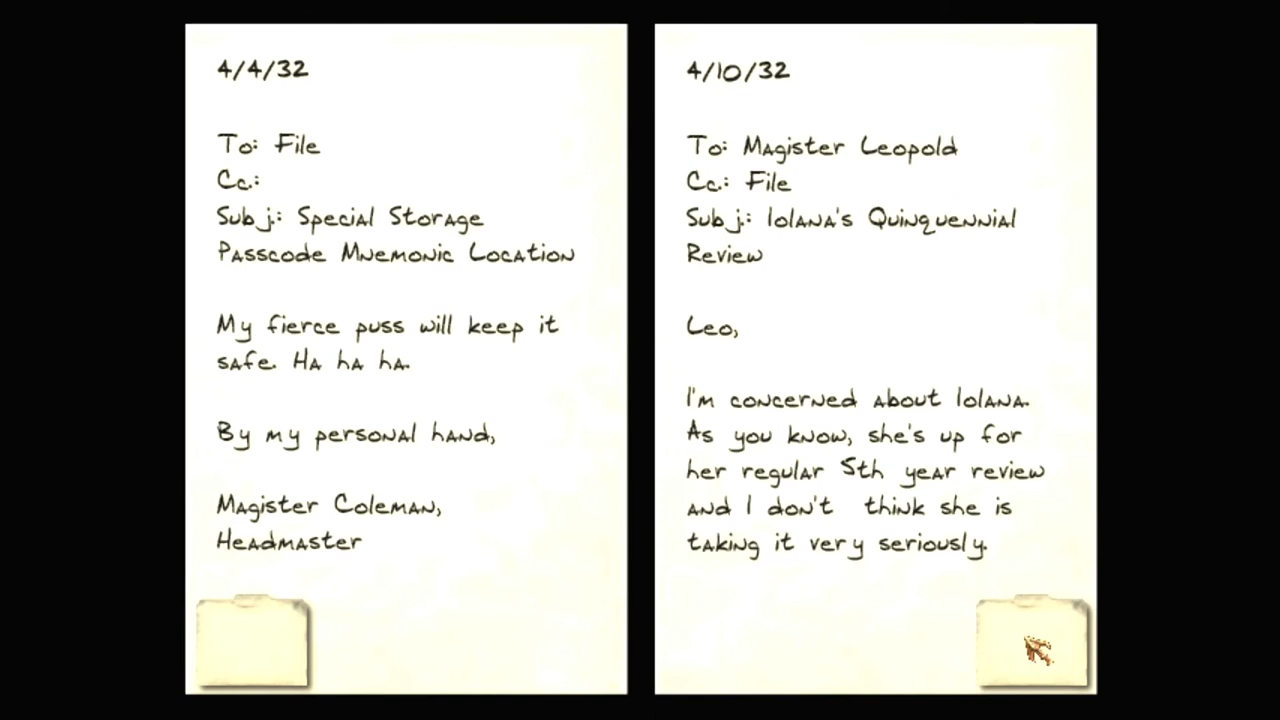 4/4/32
To: File
Cc.:
Subj.: Special Storage
Passcode Mnemonic Location
My fierce puss will keep it
safe. Ha ha ha.
By my personal hand,
Magister Coleman,
Headmaster
4/10/32
To: Magister Leopold
Cc.: File
Subj.: Iolana's Quinquennial
Review
Leo,
I'm concerned about Iolana.
As you know, she's up for
her regular 5th year review
and I don't think she is
taking it very seriously.